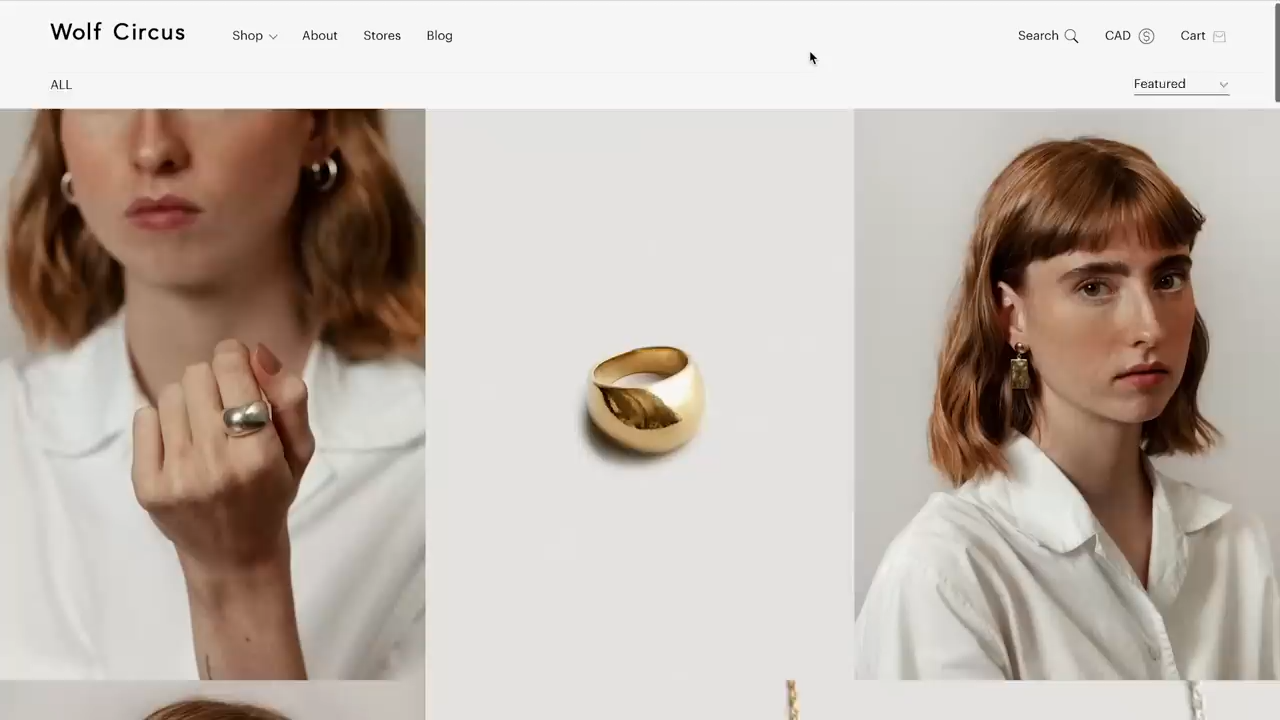 Wolf Circus
Shop About Stores Blog
Search CAD Cart
ALL
Featured